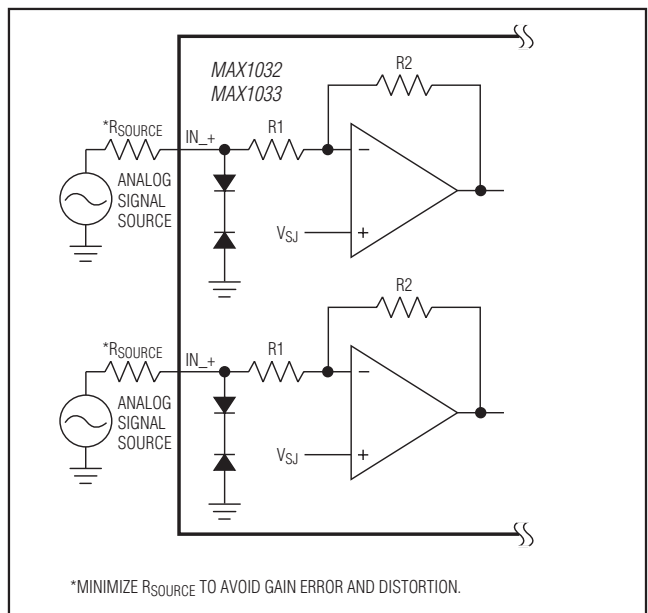 MAX1032
MAX1033
R2
*RSOURCE
IN_+
R1
ANALOG
SIGNAL
SOURCE
−
VSJ
+
R2
*RSOURCE
IN_+
R1
ANALOG
SIGNAL
SOURCE
−
VSJ
+
*MINIMIZE RSOURCE TO AVOID GAIN ERROR AND DISTORTION.